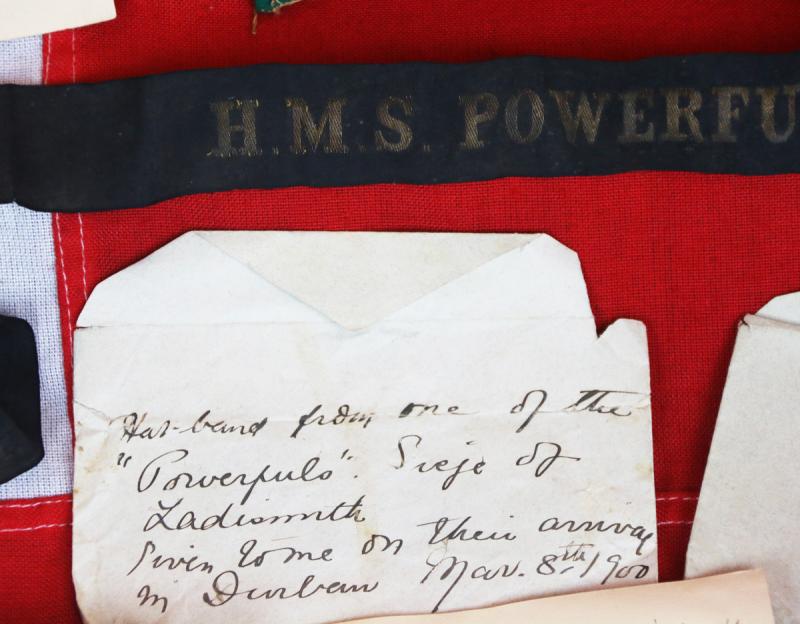 H.M.S. POWERFU
Hat-band from one of the
"Powerfuls". Siege of
Ladismith
Given to me on their arrival
in Durban Mar. 8th 1900